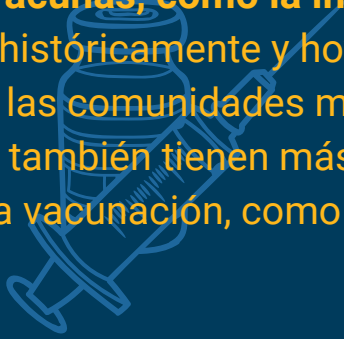 vacunas, como la in
históricamente y ho
las comunidades m
también tienen más
a vacunación, como